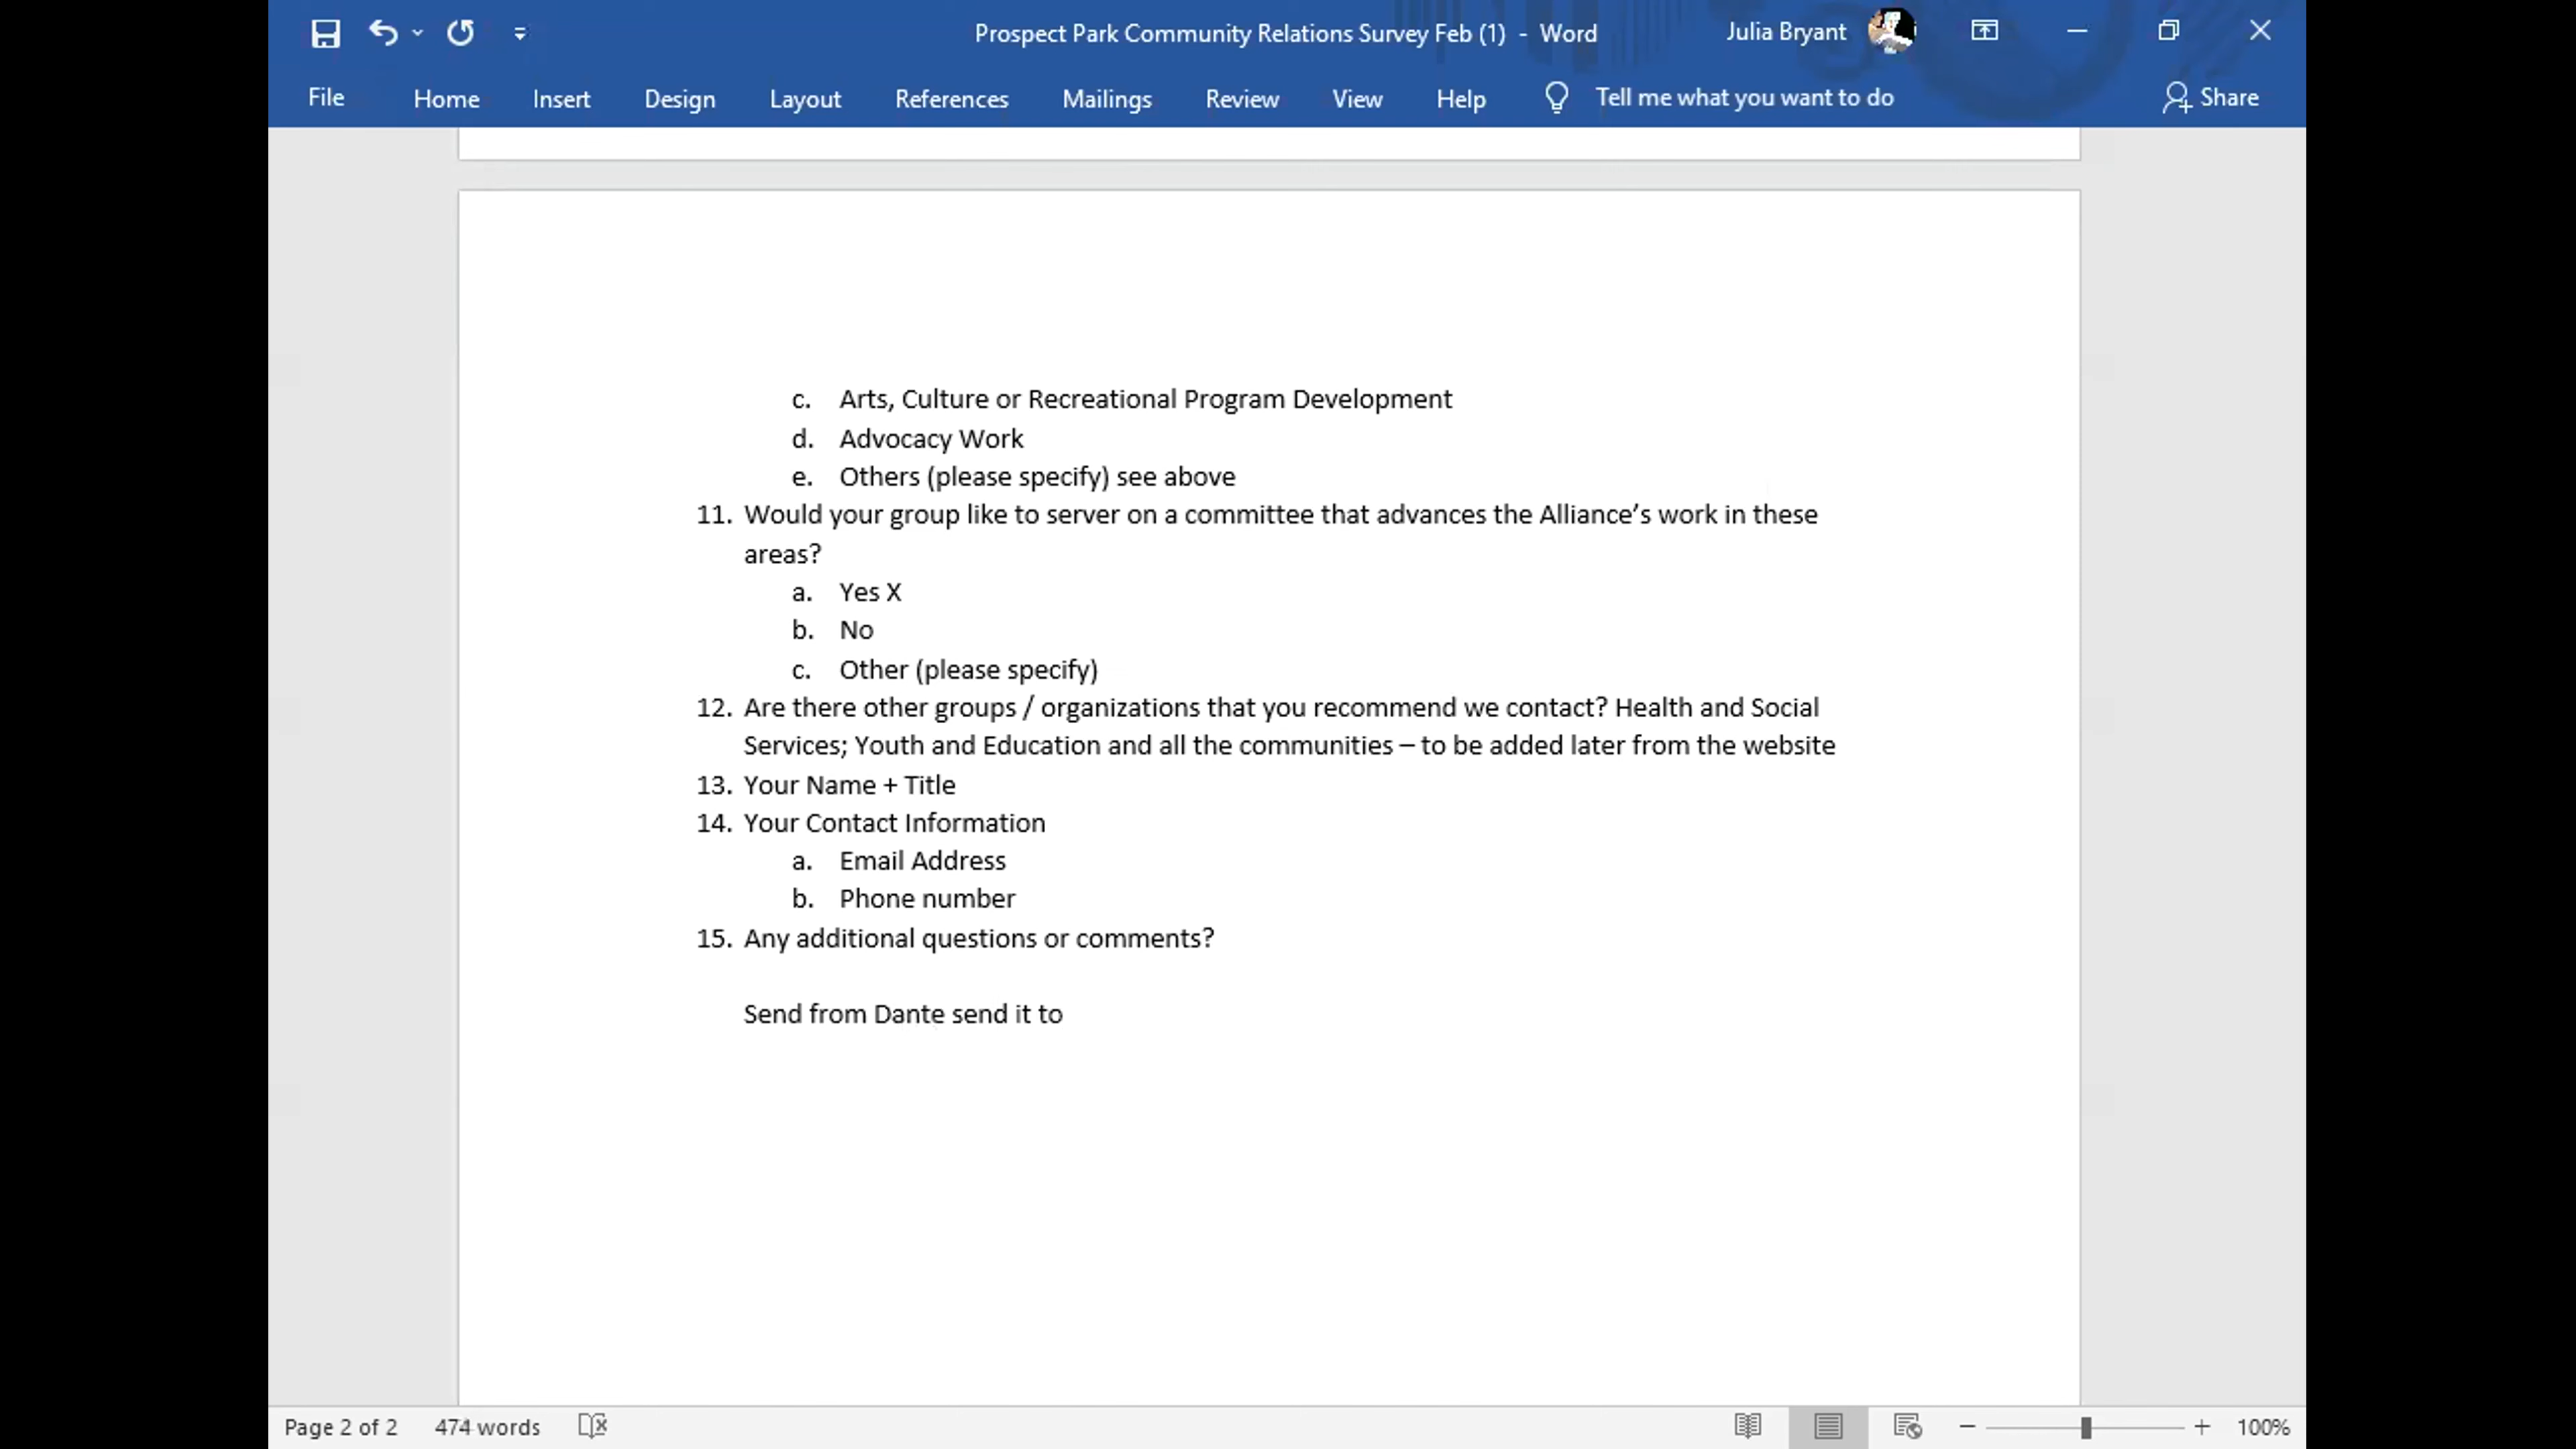 Prospect Park Community Relations Survey Feb (1) - Word
Julia Bryant
File Home Insert Design Layout References Mailings Review View Help Tell me what you want to do Share
c. Arts, Culture or Recreational Program Development
d. Advocacy Work
e. Others (please specify) see above
11. Would your group like to server on a committee that advances the Alliance’s work in these
areas?
a. Yes X
b. No
c. Other (please specify)
12. Are there other groups / organizations that you recommend we contact? Health and Social
Services; Youth and Education and all the communities – to be added later from the website
13. Your Name + Title
14. Your Contact Information
a. Email Address
b. Phone number
15. Any additional questions or comments?
Send from Dante send it to
Page 2 of 2 474 words 100%